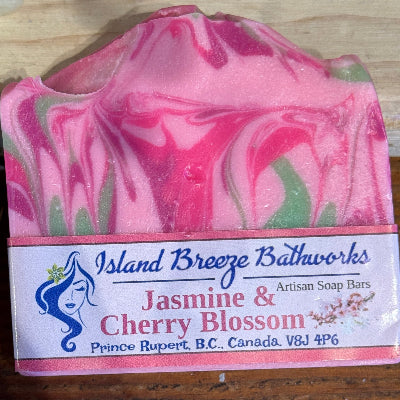 Island Breeze Bathworks
Artisan Soap Bars
Jasmine &
Cherry Blossom
Prince Rupert, B.C., Canada V8J 4P6